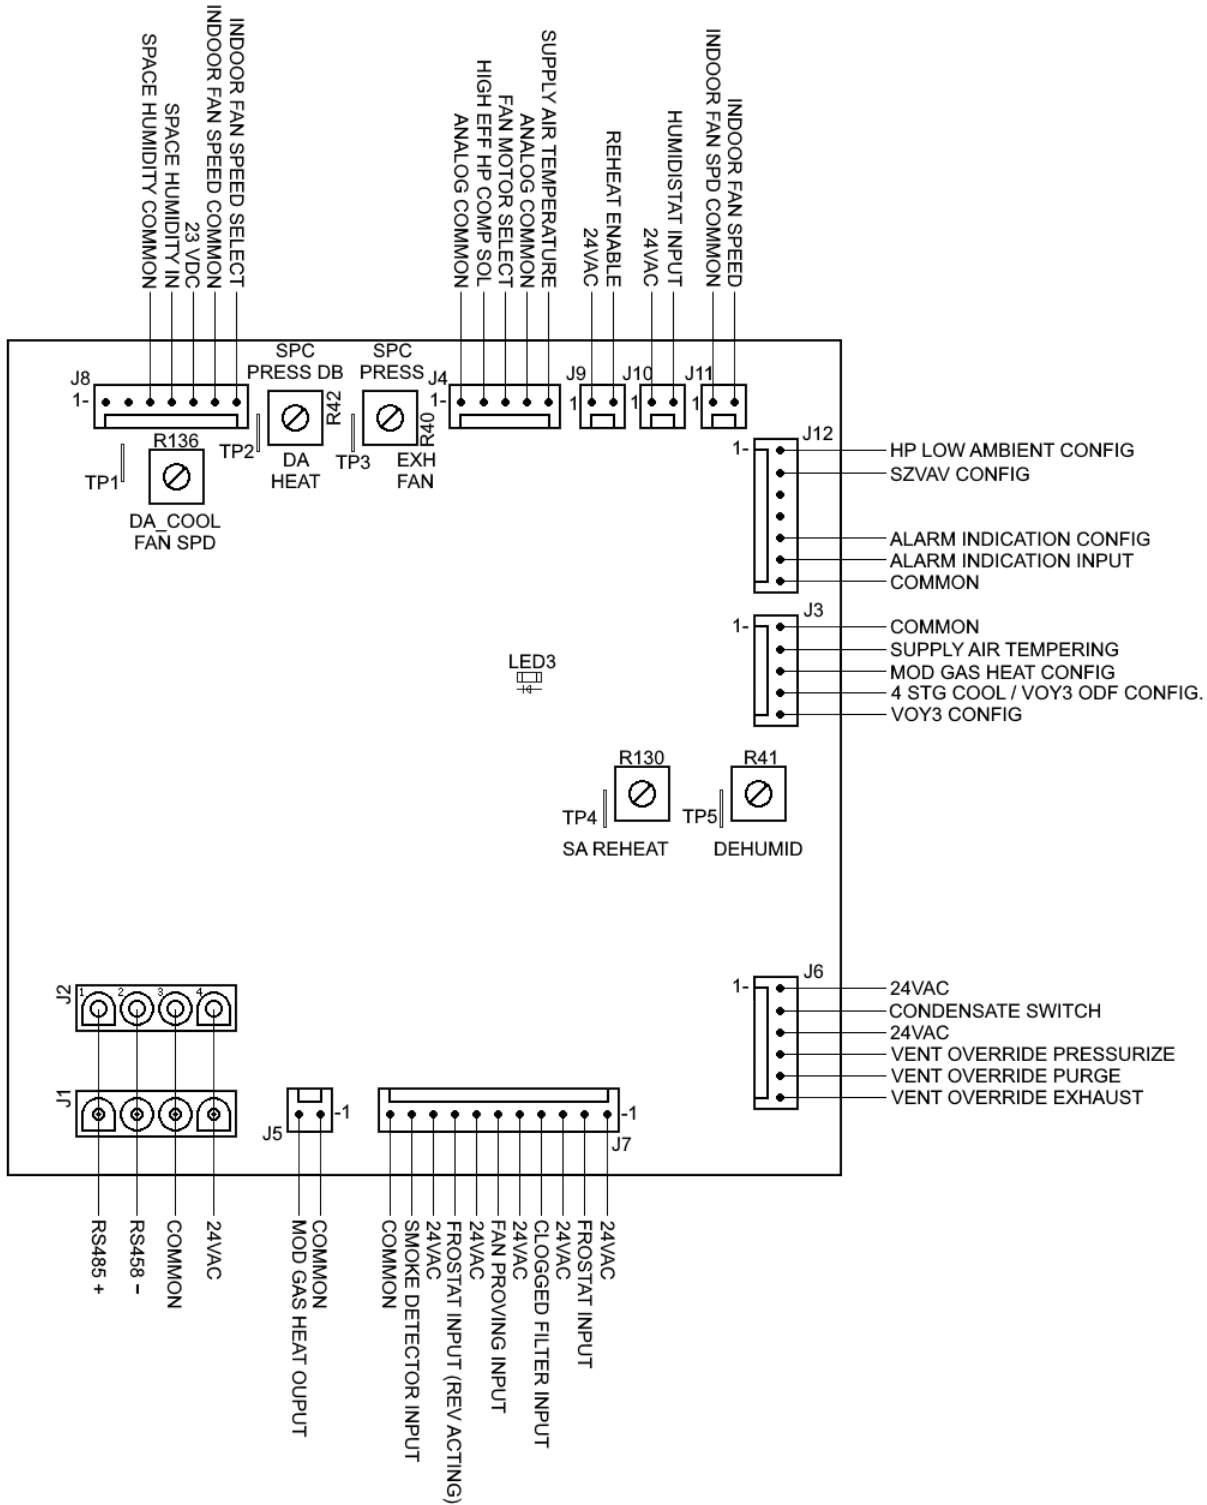 SPACE HUMIDITY COMMON
SPACE HUMIDITY IN
23 VDC
INDOOR FAN SPEED COMMON
INDOOR FAN SPEED SELECT
ANALOG COMMON
HIGH EFF HP COMP SOL
FAN MOTOR SELECT
ANALOG COMMON
SUPPLY AIR TEMPERATURE
24VAC
REHEAT ENABLE
24VAC
HUMIDISTAT INPUT
INDOOR FAN SPD COMMON
INDOOR FAN SPEED
J8
1-
SPC
PRESS DB
R42
TP2
DA
HEAT
SPC
PRESS
R40
TP3
EXH
FAN
J4
1-
J9
1
J10
1
J11
1
R136
TP1
DA_COOL
FAN SPD
J12
1-
HP LOW AMBIENT CONFIG
SZVAV CONFIG
ALARM INDICATION CONFIG
ALARM INDICATION INPUT
COMMON
J3
1-
COMMON
SUPPLY AIR TEMPERING
MOD GAS HEAT CONFIG
4 STG COOL / VOY3 ODF CONFIG.
VOY3 CONFIG
LED3
R130
TP4
SA REHEAT
R41
TP5
DEHUMID
J6
1-
24VAC
CONDENSATE SWITCH
24VAC
VENT OVERRIDE PRESSURIZE
VENT OVERRIDE PURGE
VENT OVERRIDE EXHAUST
J2
1 2 3 4
J1
J5
-1
J7
-1
RS485 +
RS458 -
COMMON
24VAC
MOD GAS HEAT OUPUT
COMMON
COMMON
SMOKE DETECTOR INPUT
24VAC
FROSTAT INPUT (REV ACTING)
24VAC
FAN PROVING INPUT
24VAC
CLOGGED FILTER INPUT
24VAC
FROSTAT INPUT
24VAC